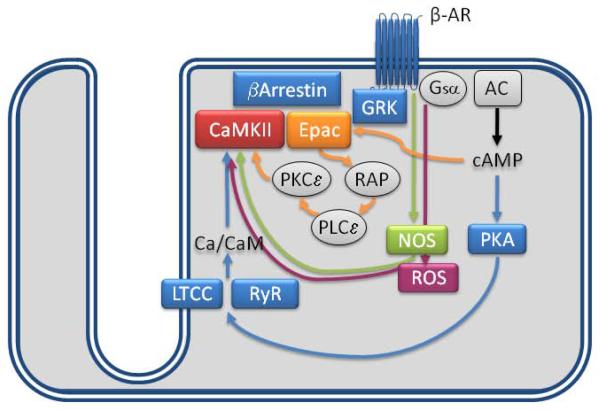 β-AR
βArrestin
GRK
Gsα
AC
CaMKII
Epac
cAMP
PKCε
RAP
PLCε
Ca/CaM
NOS
PKA
ROS
LTCC
RyR